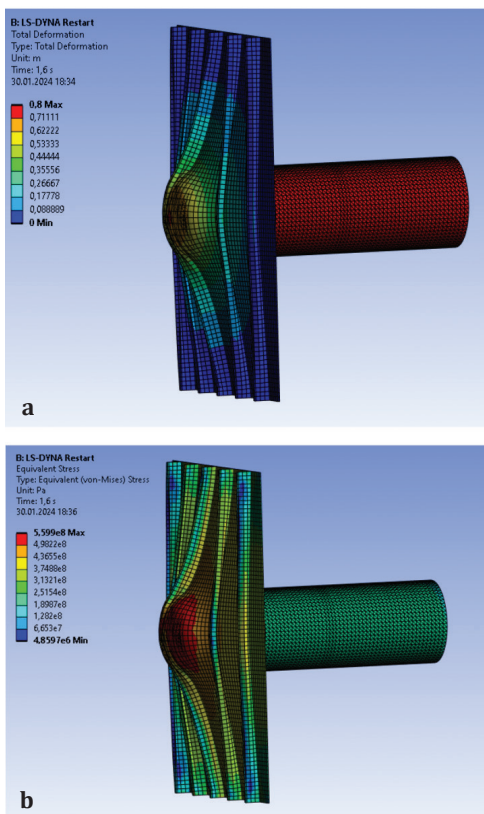 B: LS-DYNA Restart
Total Deformation
Type: Total Deformation
Unit: m
Time: 1,6 s
30.01.2024 18:34
0,8 Max
0,71111
0,62222
0,53333
0,44444
0,35556
0,26667
0,17778
0,088889
0 Min
a
B: LS-DYNA Restart
Equivalent Stress
Type: Equivalent (von-Mises) Stress
Unit: Pa
Time: 1,6 s
30.01.2024 18:36
5,599e8 Max
4,9822e8
4,3655e8
3,7488e8
3,1321e8
2,5154e8
1,8987e8
1,282e8
6,653e7
4,8597e6 Min
b